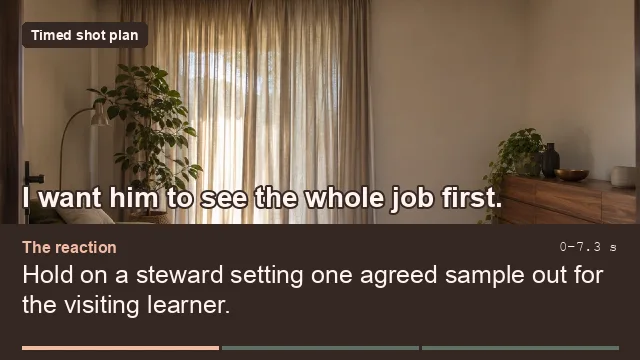 Timed shot plan
I want him to see the whole job first.
The reaction
0–7.3 s
Hold on a steward setting one agreed sample out for
the visiting learner.